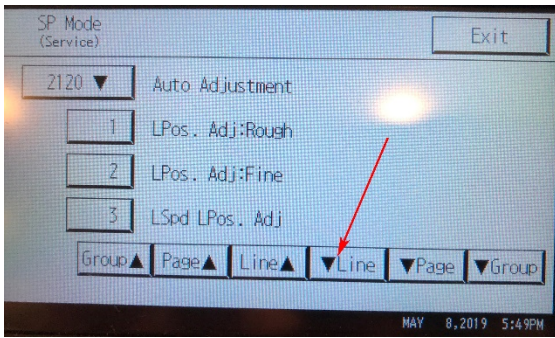 SP Mode
(Service)
Exit
2120 ▼ Auto Adjustment
1 LPos. Adj:Rough
2 LPos. Adj:Fine
3 LSpd LPos. Adj
Group▲ Page▲ Line▲ ▼Line ▼Page ▼Group
MAY 8,2019 5:49PM